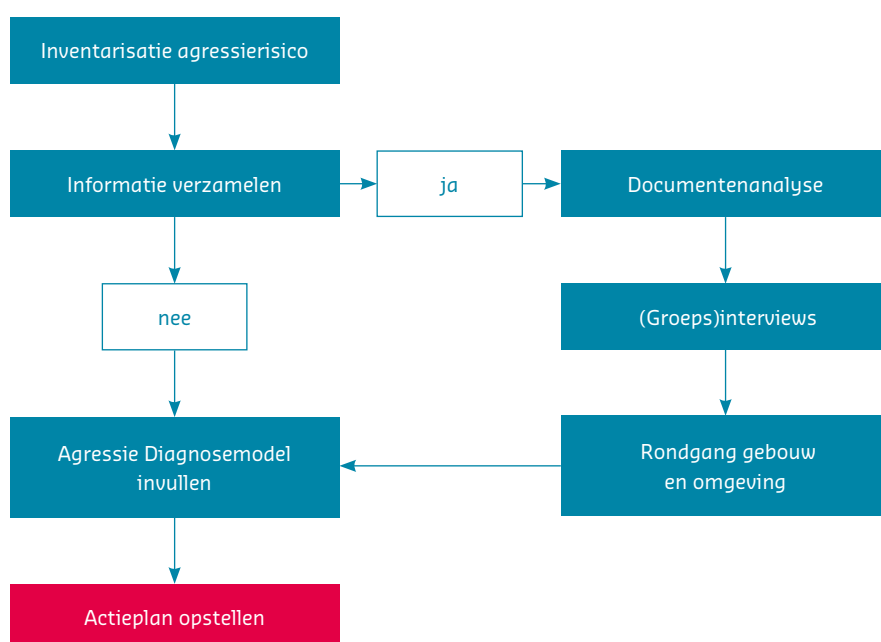 Inventarisatie agressierisico
Informatie verzamelen
ja
Documentenanalyse
nee
(Groeps)interviews
Agressie Diagnosemodel
invullen
Rondgang gebouw
en omgeving
Actieplan opstellen